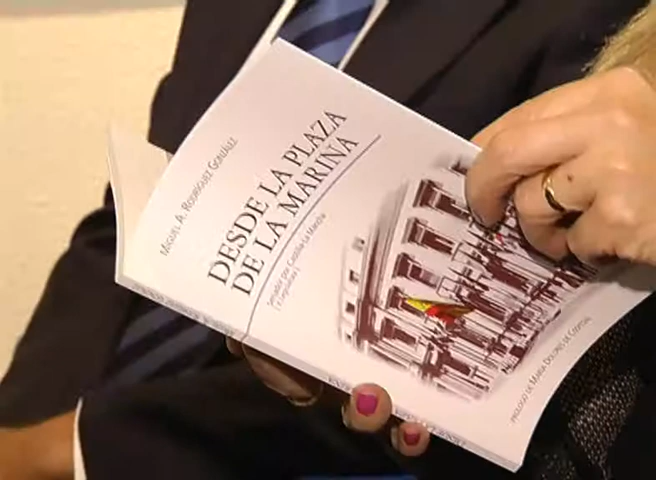 MIGUEL A. RODRÍGUEZ GONZÁLEZ
DESDE LA PLAZA
DE LA MARINA
Senador por Castilla-La Mancha
PRÓLOGO DE MARÍA DOLORES DE COSPEDAL